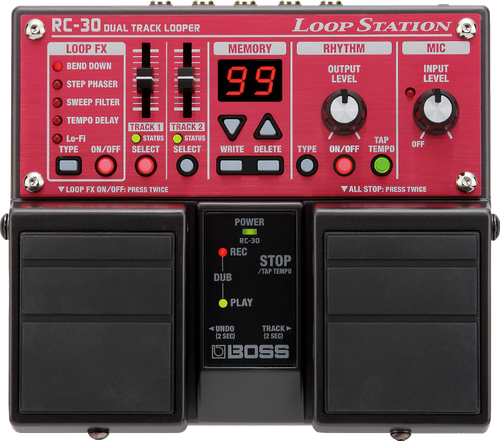 RC-30 DUAL TRACK LOOPER
LOOP STATION
LOOP FX
MEMORY
RHYTHM
MIC
BEND DOWN
STEP PHASER
SWEEP FILTER
TEMPO DELAY
Lo-Fi
99
OUTPUT
LEVEL
INPUT
LEVEL
OFF
TRACK 1
STATUS
TRACK 2
STATUS
TYPE
ON/OFF
SELECT
SELECT
WRITE
DELETE
TYPE
ON/OFF
TAP
TEMPO
▼LOOP FX ON/OFF: PRESS TWICE
▼ALL STOP: PRESS TWICE
POWER
RC-30
REC
DUB
PLAY
STOP
/TAP TEMPO
◄UNDO
(2 SEC)
TRACK►
(2 SEC)
BOSS